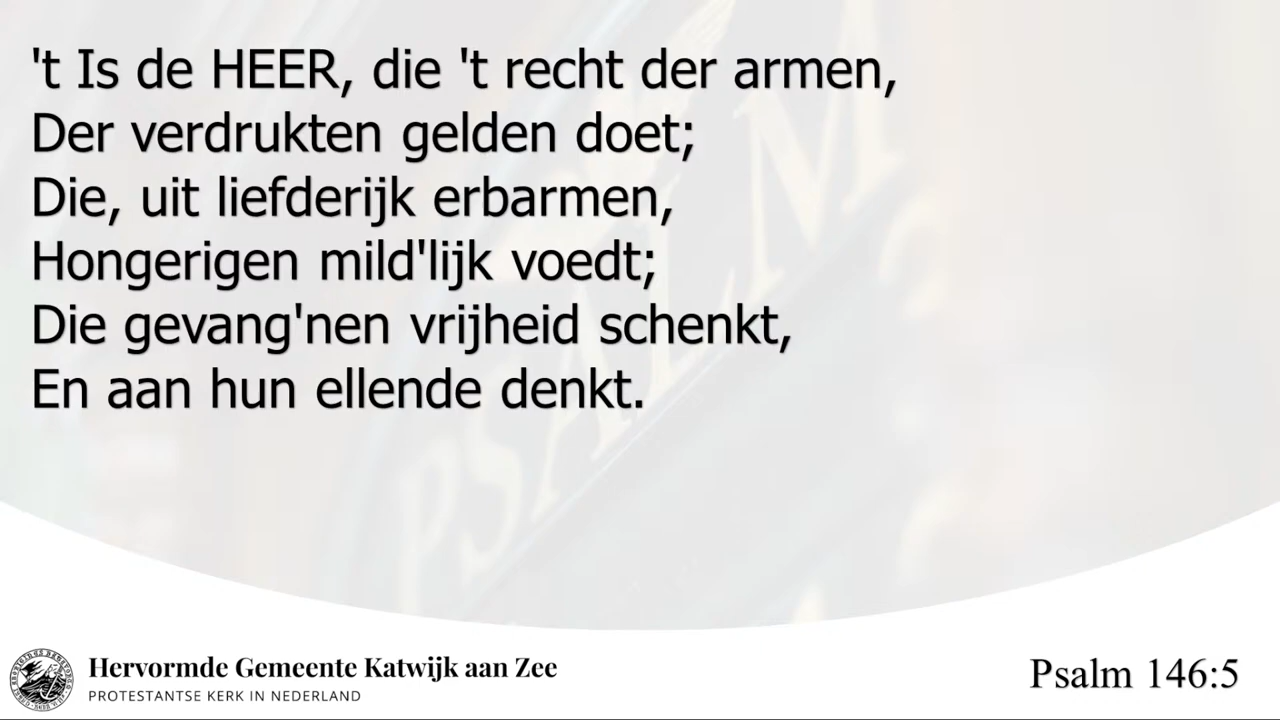 't Is de HEER, die 't recht der armen,
Der verdrukten gelden doet;
Die, uit liefderijk erbarmen,
Hongerigen mild'lijk voedt;
Die gevang'nen vrijheid schenkt,
En aan hun ellende denkt.
PSALM
Hervormde Gemeente Katwijk aan Zee
PROTESTANTSE KERK IN NEDERLAND
Psalm 146:5